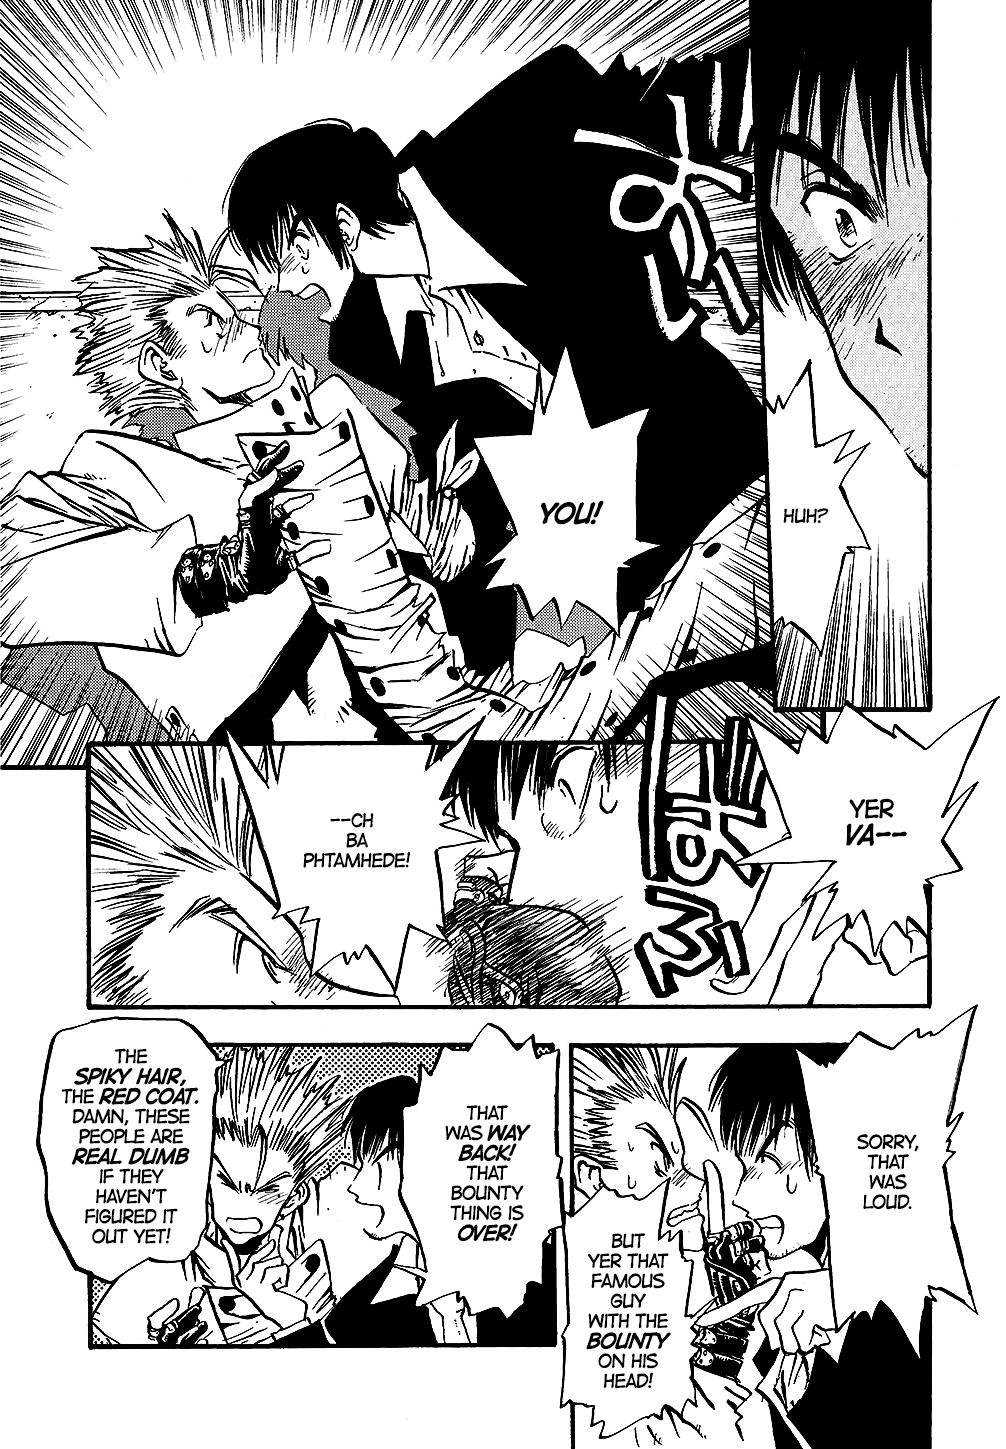 HUH?
YOU!
YER
VA--
--CH
BA
PHTAMHEDE!
SORRY,
THAT
WAS
LOUD.
BUT
YER THAT
FAMOUS
GUY
WITH THE
BOUNTY
ON HIS
HEAD!
THAT
WAS WAY
BACK!
THAT
BOUNTY
THING IS
OVER!
THE
SPIKY HAIR,
THE RED COAT.
DAMN, THESE
PEOPLE ARE
REAL DUMB
IF THEY
HAVEN'T
FIGURED IT
OUT YET!